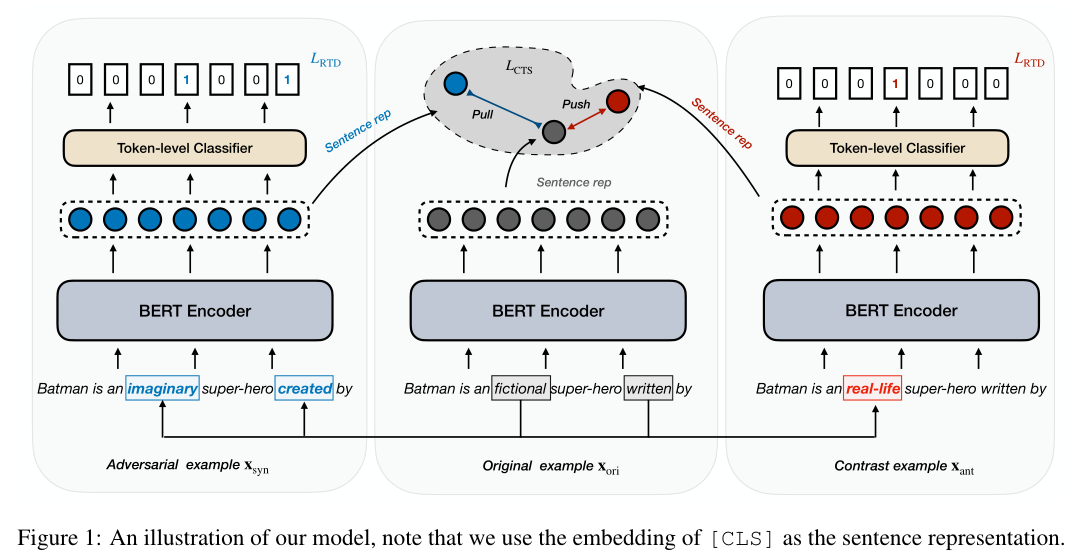 L_RTD
0 0 0 1 0 0 1
Token-level Classifier
BERT Encoder
Batman is an imaginary super-hero created by
Adversarial example x_syn
Sentence rep
L_CTS
Pull
Push
Sentence rep
BERT Encoder
Batman is an fictional super-hero written by
Original example x_ori
Sentence rep
L_RTD
0 0 0 1 0 0 0
Token-level Classifier
BERT Encoder
Batman is an real-life super-hero written by
Contrast example x_ant
Figure 1: An illustration of our model, note that we use the embedding of [CLS] as the sentence representation.